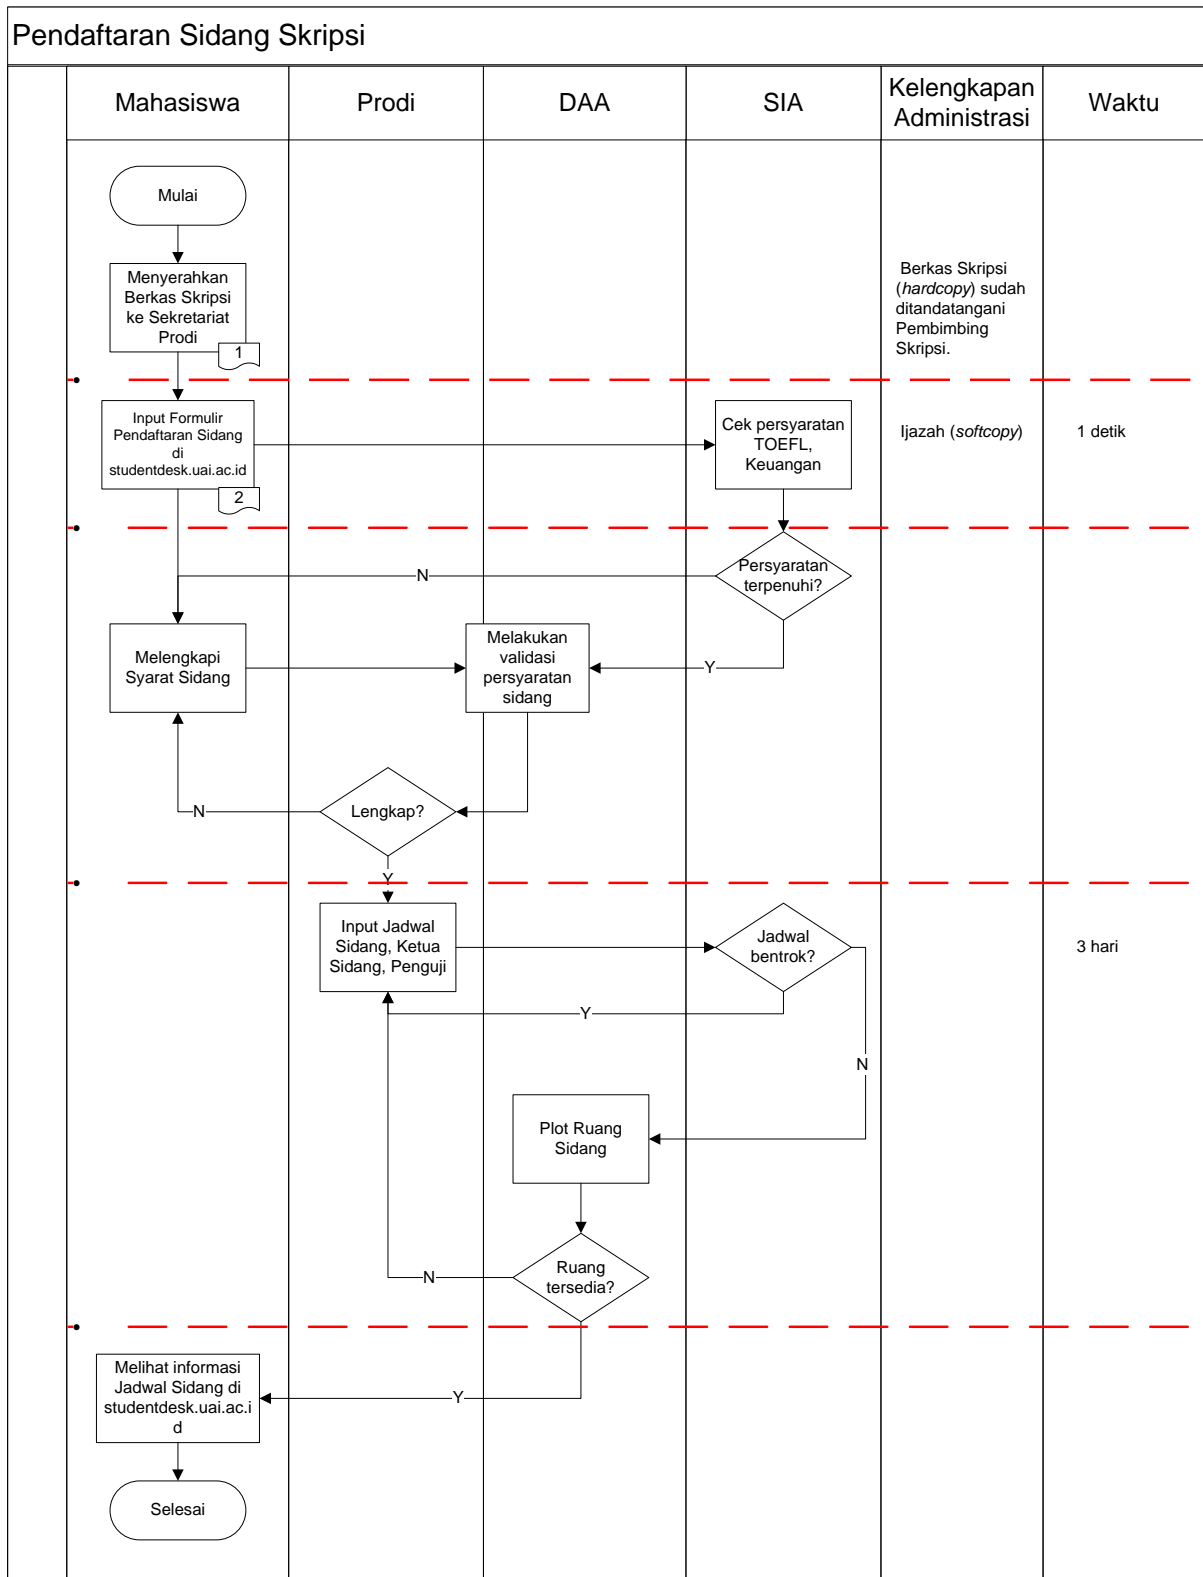 Pendaftaran Sidang Skripsi
Mahasiswa
Prodi
DAA
SIA
Kelengkapan
Administrasi
Waktu
Mulai
Menyerahkan
Berkas Skripsi
ke Sekretariat
Prodi
1
Berkas Skripsi
(hardcopy) sudah
ditandatangani
Pembimbing
Skripsi.
Input Formulir
Pendaftaran Sidang
di
studentdesk.uai.ac.id
2
Cek persyaratan
TOEFL,
Keuangan
Ijazah (softcopy)
1 detik
Persyaratan
terpenuhi?
N
Melengkapi
Syarat Sidang
Melakukan
validasi
persyaratan
sidang
Y
Lengkap?
N
Y
Input Jadwal
Sidang, Ketua
Sidang, Penguji
Jadwal
bentrok?
3 hari
Y
N
Plot Ruang
Sidang
Ruang
tersedia?
N
Melihat informasi
Jadwal Sidang di
studentdesk.uai.ac.i
d
Y
Selesai